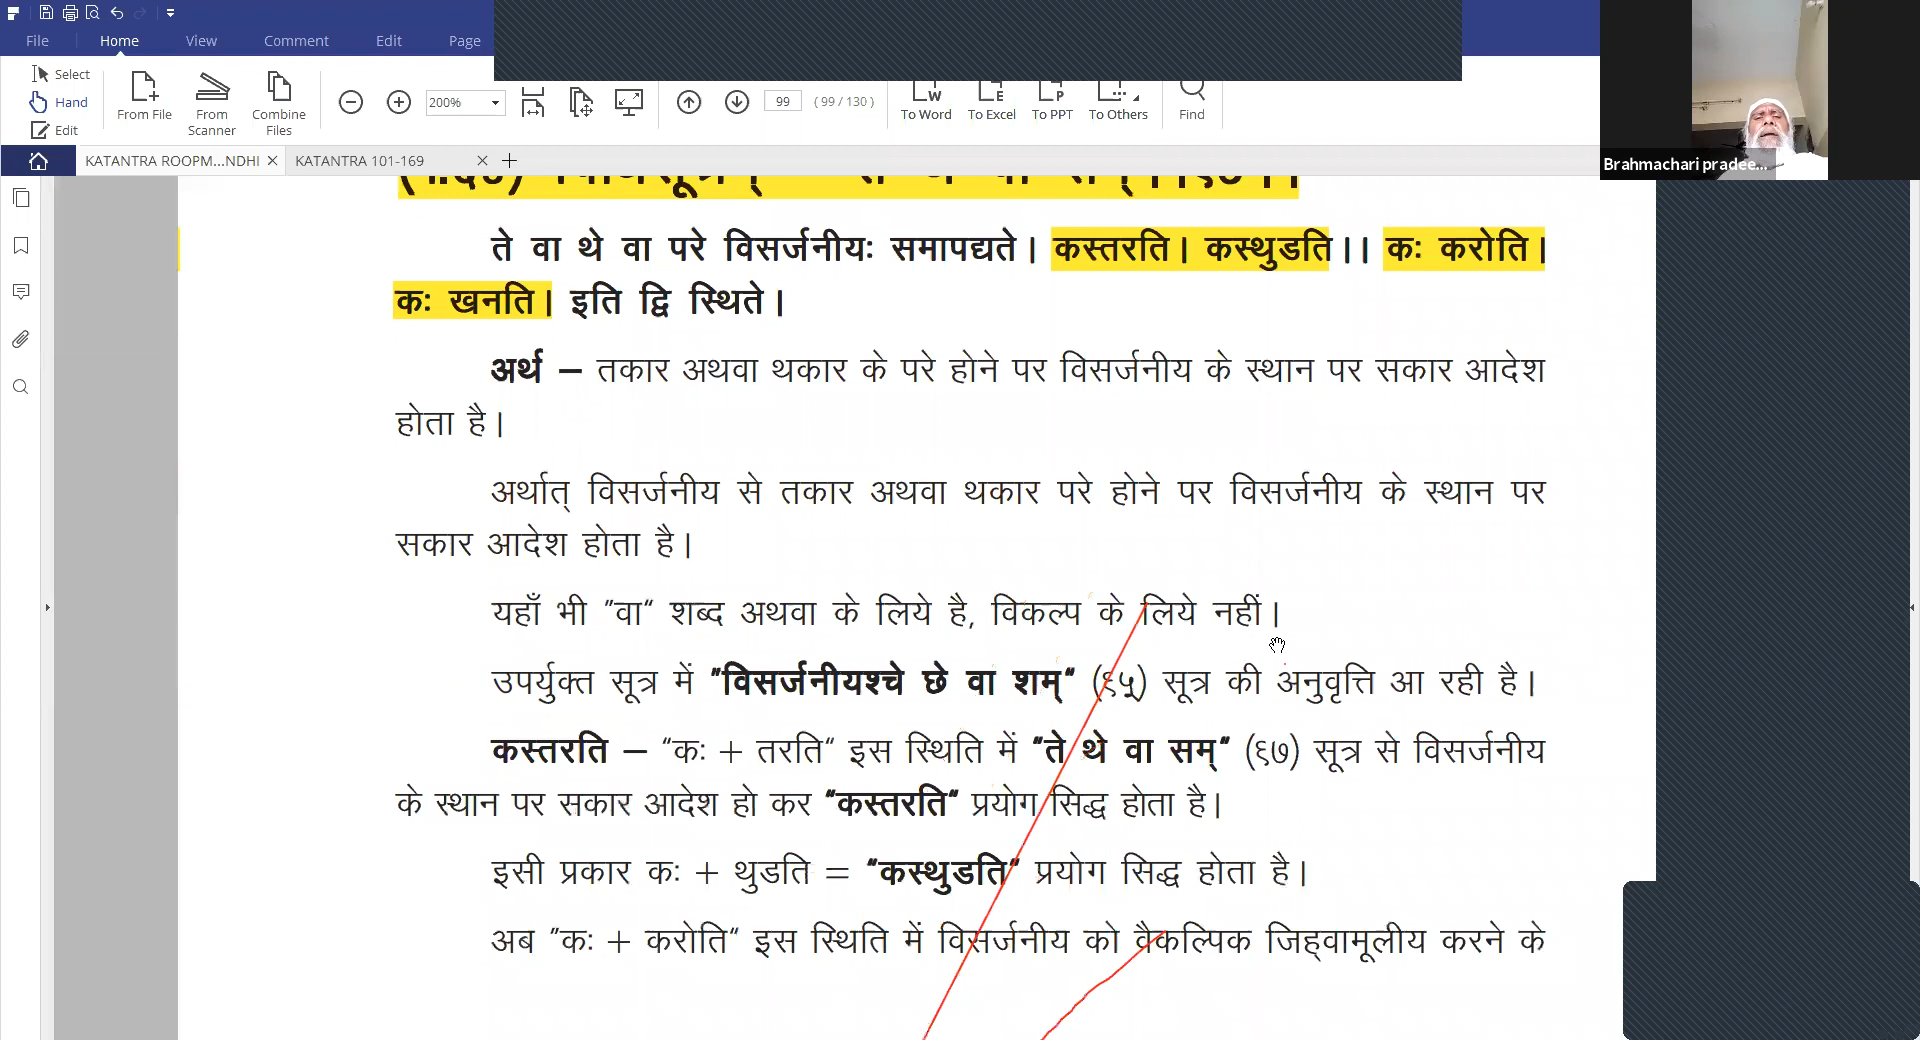 File Home View Comment Edit Page
Select
Hand
Edit
From File
From Scanner
Combine Files
200%
99 (99 / 130)
To Word To Excel To PPT To Others Find
KATANTRA ROOPM...NDHI KATANTRA 101-169
Brahmachari pradee...
ते वा थे वा परे विसर्जनीयः समापद्यते। कस्तरति। कस्थुडति।। कः करोति।
कः खनति। इति द्वि स्थिते।
अर्थ – तकार अथवा थकार के परे होने पर विसर्जनीय के स्थान पर सकार आदेश
होता है।
अर्थात् विसर्जनीय से तकार अथवा थकार परे होने पर विसर्जनीय के स्थान पर
सकार आदेश होता है।
यहाँ भी "वा" शब्द अथवा के लिये है, विकल्प के लिये नहीं।
उपर्युक्त सूत्र में "विसर्जनीयश्चे छे वा शम्" (९५) सूत्र की अनुवृत्ति आ रही है।
कस्तरति – "कः + तरति" इस स्थिति में "ते थे वा सम्" (९७) सूत्र से विसर्जनीय
के स्थान पर सकार आदेश हो कर "कस्तरति" प्रयोग सिद्ध होता है।
इसी प्रकार कः + थुडति = "कस्थुडति" प्रयोग सिद्ध होता है।
अब "कः + करोति" इस स्थिति में विसर्जनीय को वैकल्पिक जिह्वामूलीय करने के